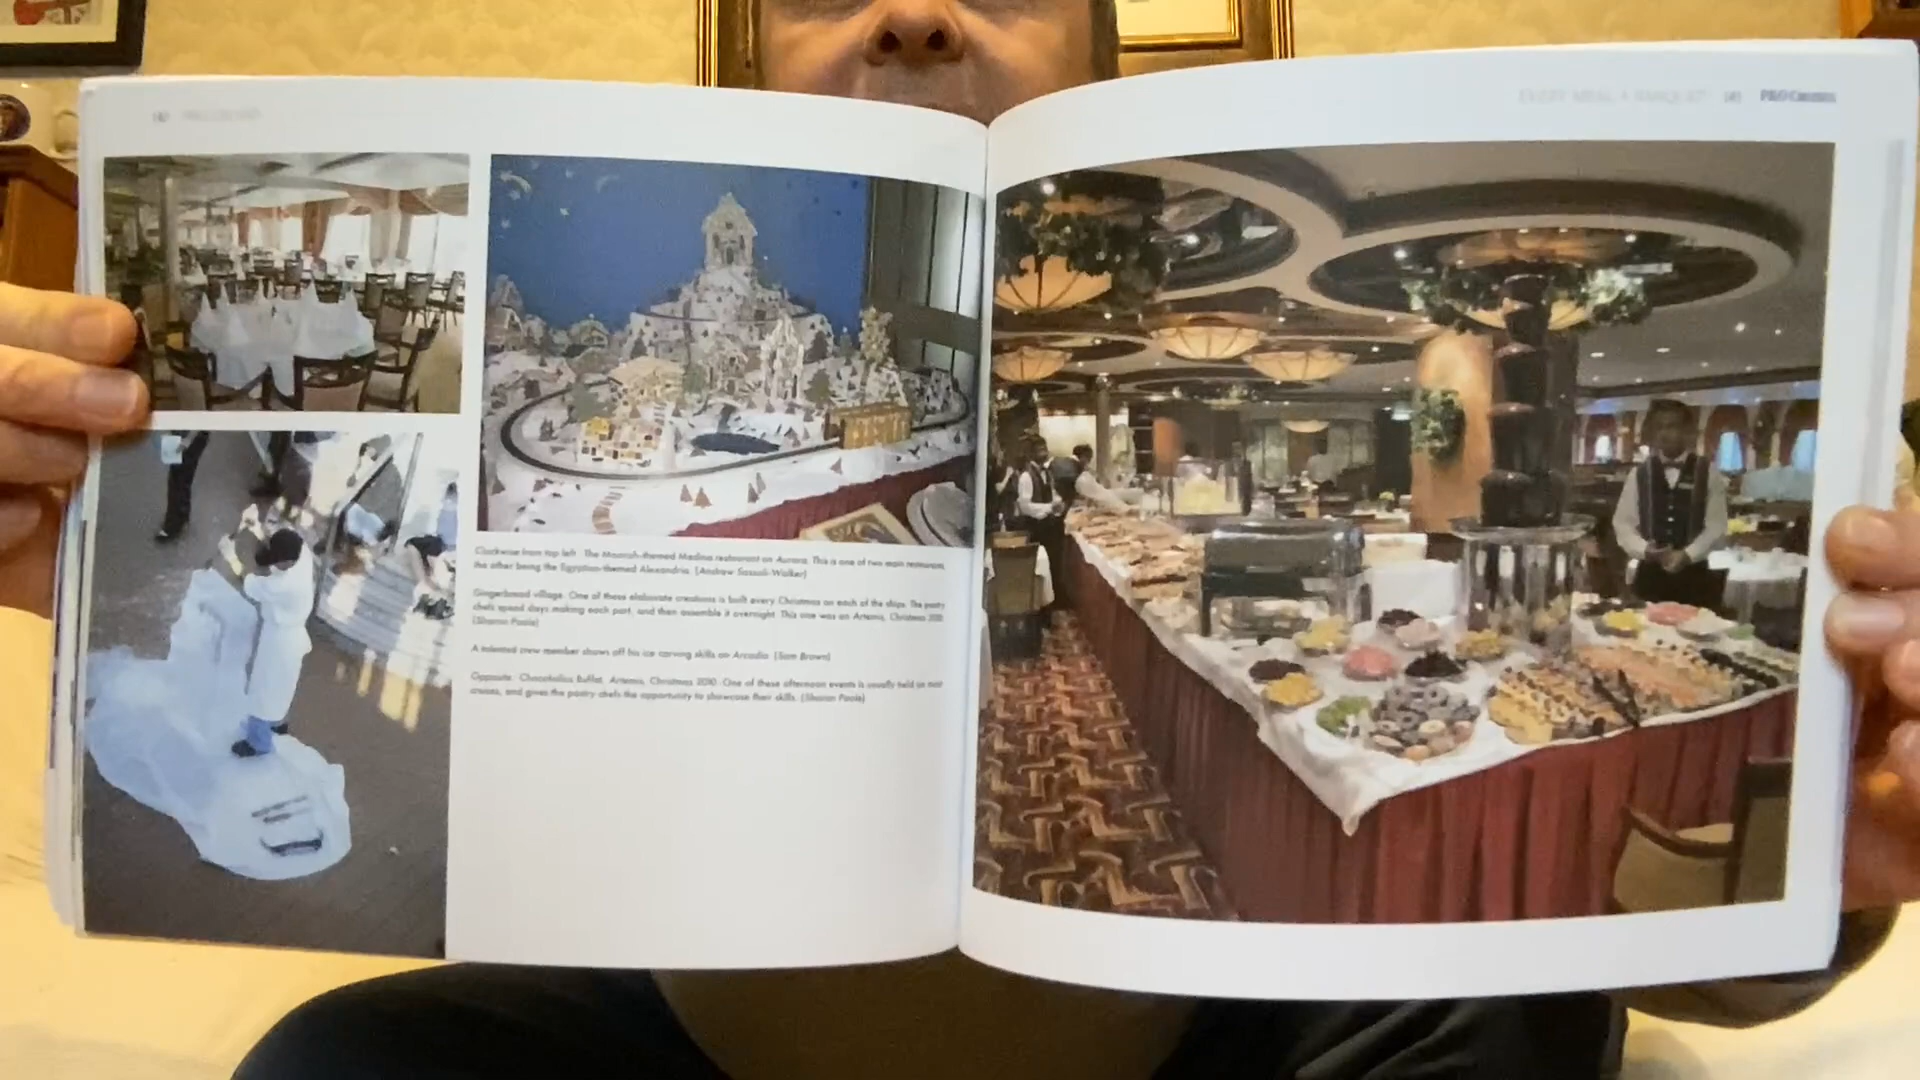 EVERY MEAL A BANQUET P&O Cruises
Clockwise from top left: The Moorish-themed Medina restaurant on Aurora. This is one of two main restaurants,
the other being the Egyptian-themed Alexandria. (Andrew Sassoli-Walker)
Gingerbread village. One of these elaborate creations is built every Christmas on each of the ships. The pastry
chefs spend days making each part, and then assemble it overnight. This one was on Artemis, Christmas 2010.
(Sharon Poole)
A talented crew member shows off his ice carving skills on Arcadia. (Sam Brown)
Opposite: Chocoholics Buffet, Artemis, Christmas 2010. One of these afternoon events is usually held on most
cruises, and gives the pastry chefs the opportunity to showcase their skills. (Sharon Poole)